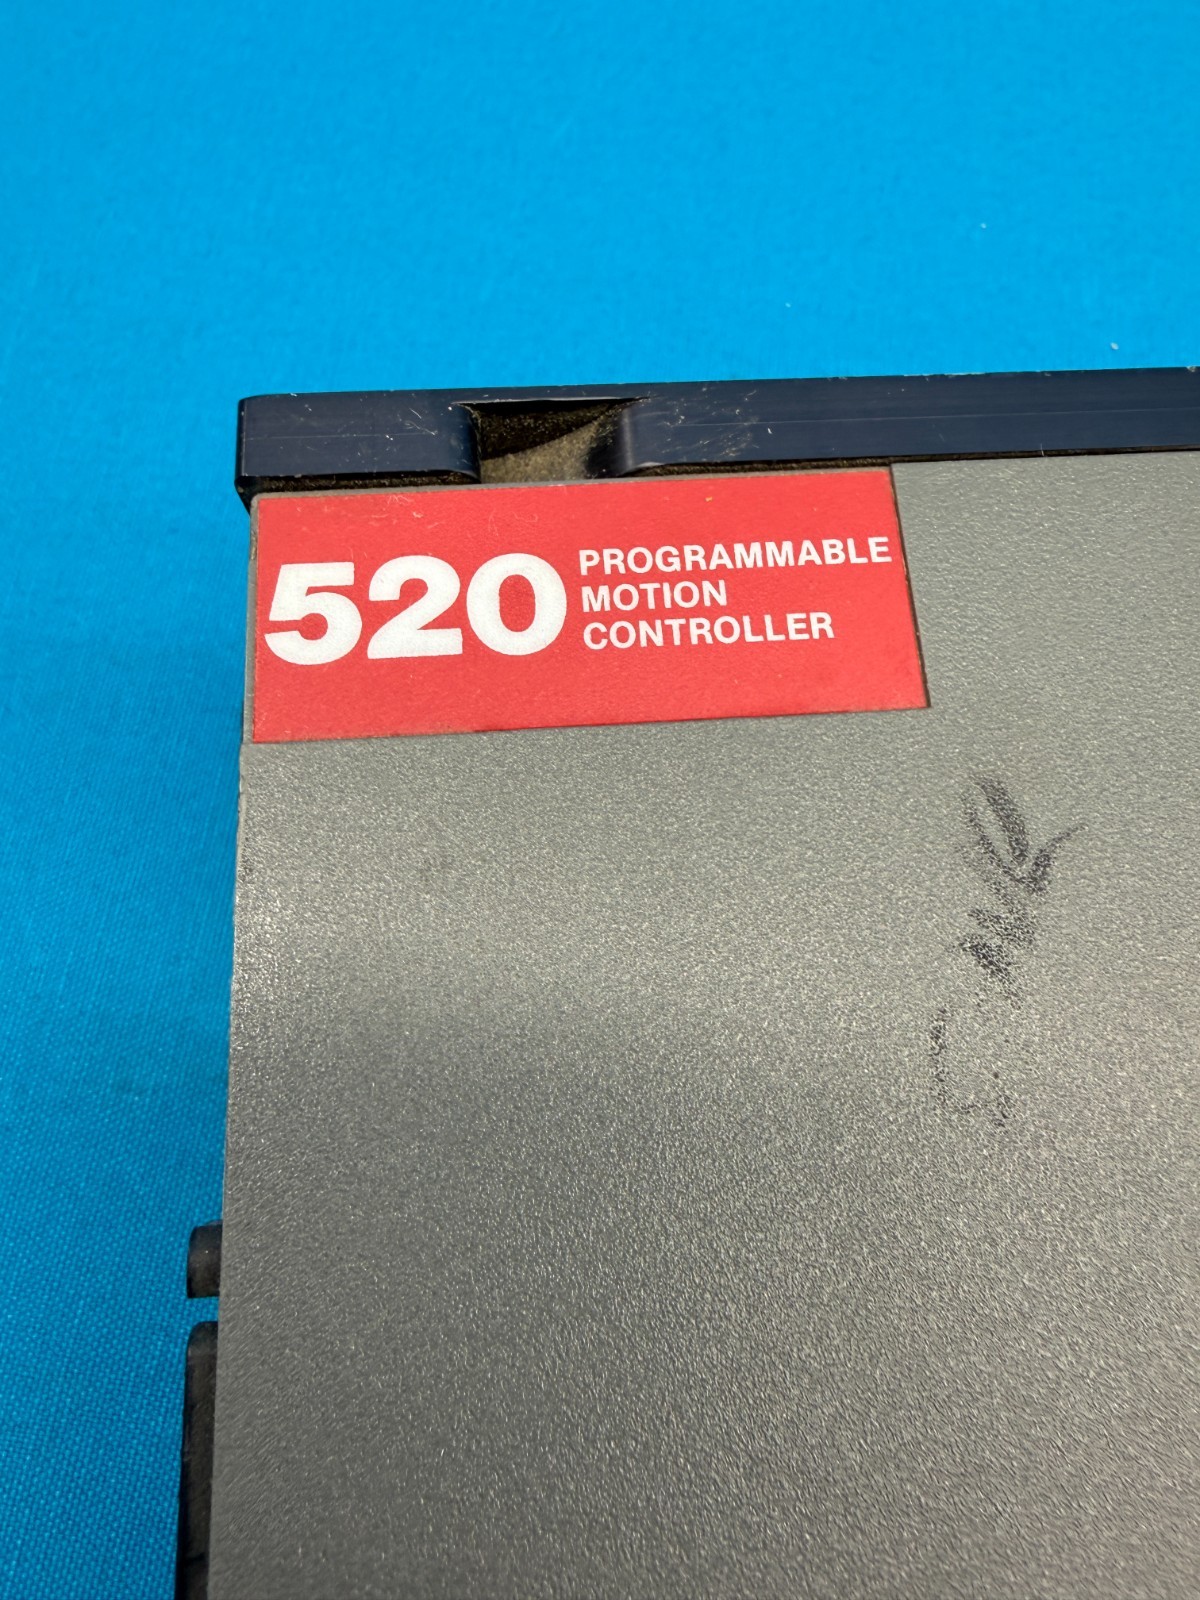 520
PROGRAMMABLE
MOTION
CONTROLLER